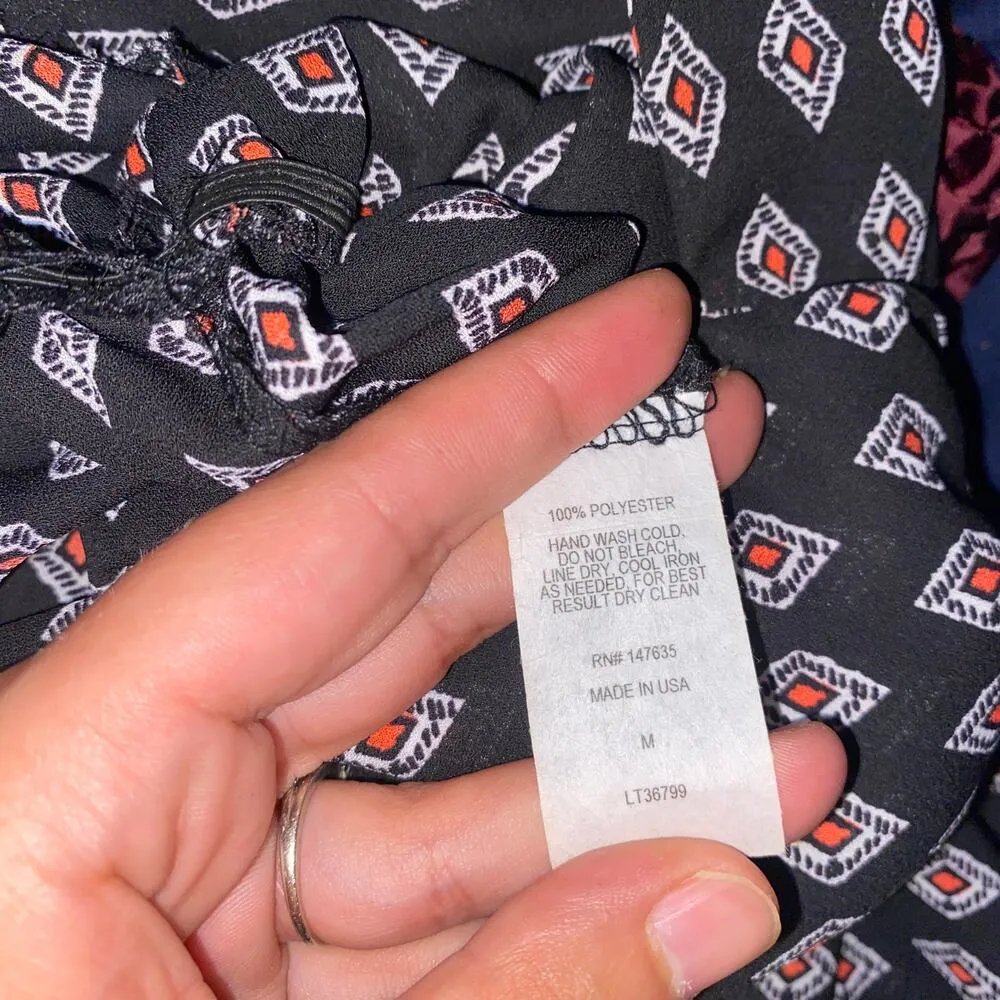 100% POLYESTER
HAND WASH COLD.
DO NOT BLEACH,
LINE DRY, COOL IRON
AS NEEDED, FOR BEST
RESULT DRY CLEAN
RN# 147635
MADE IN USA
M
LT36799